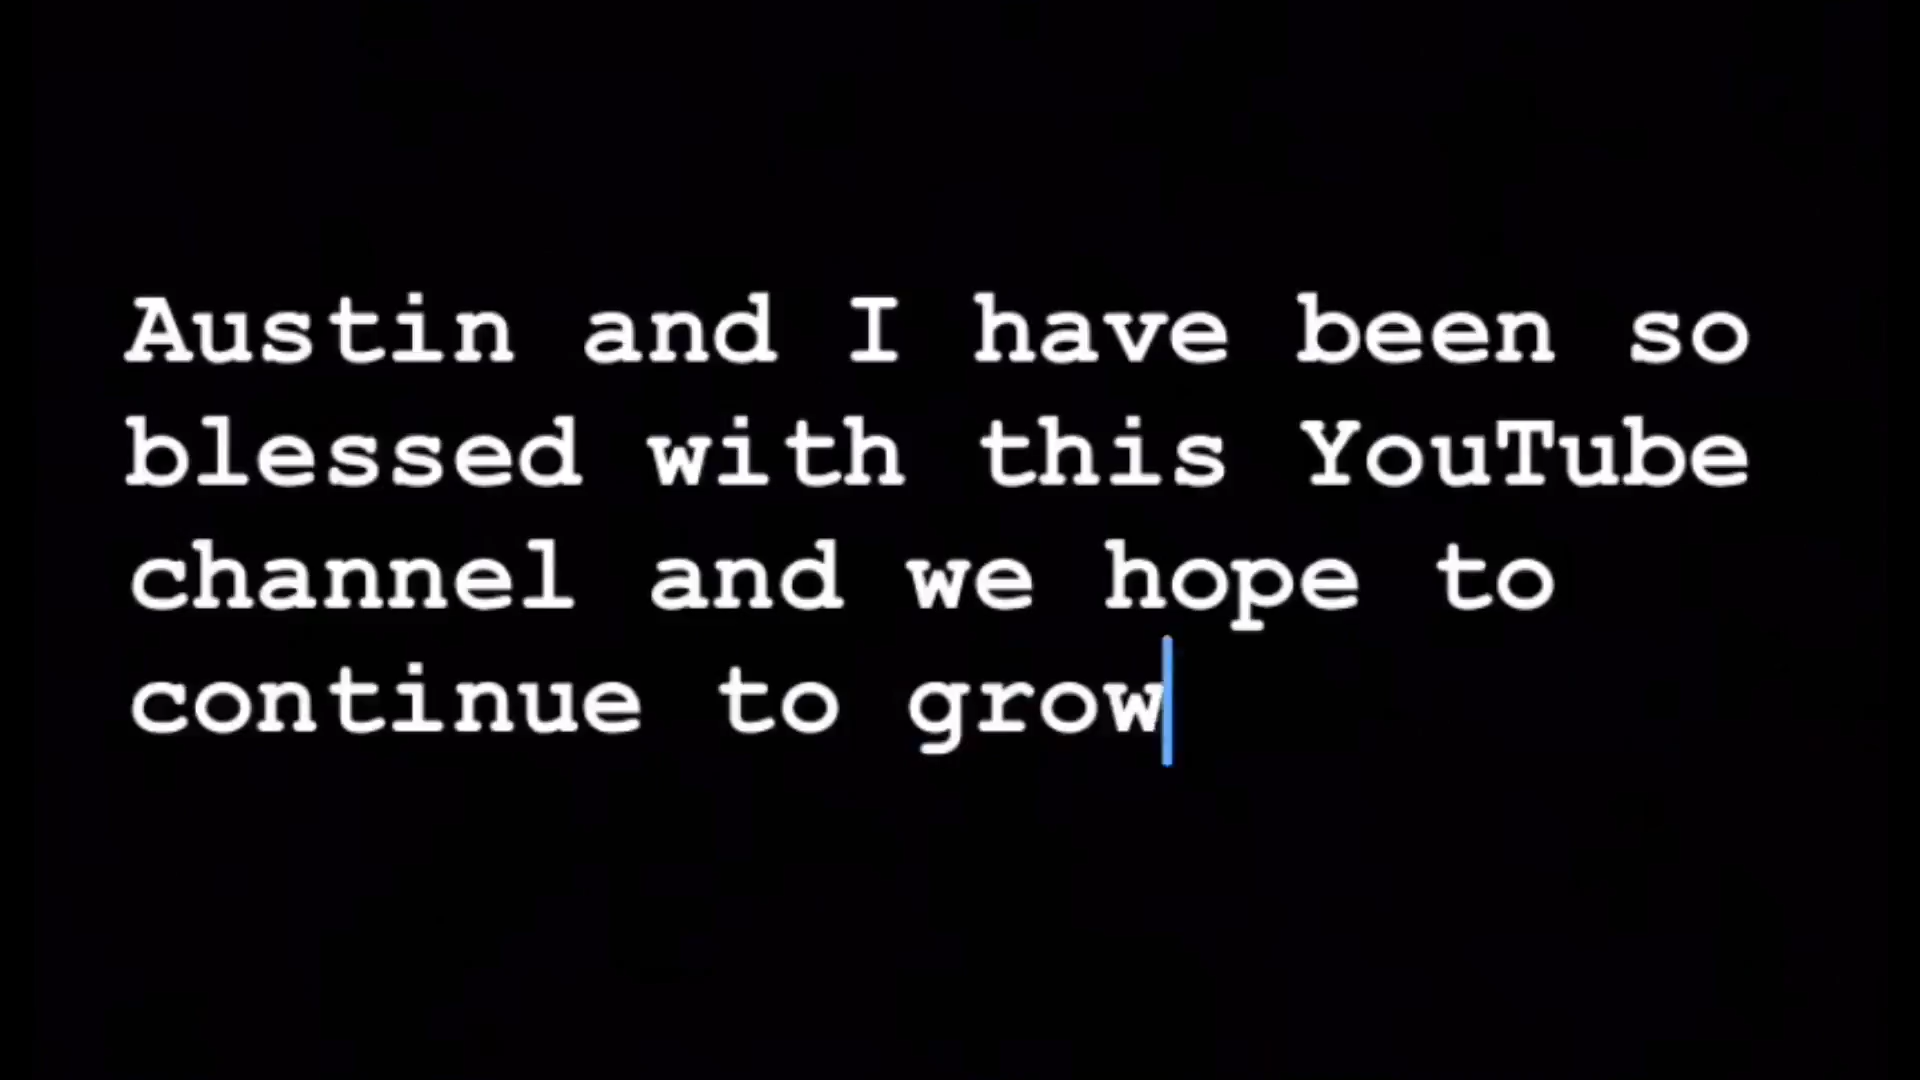 Austin and I have been so
blessed with this YouTube
channel and we hope to
continue to grow